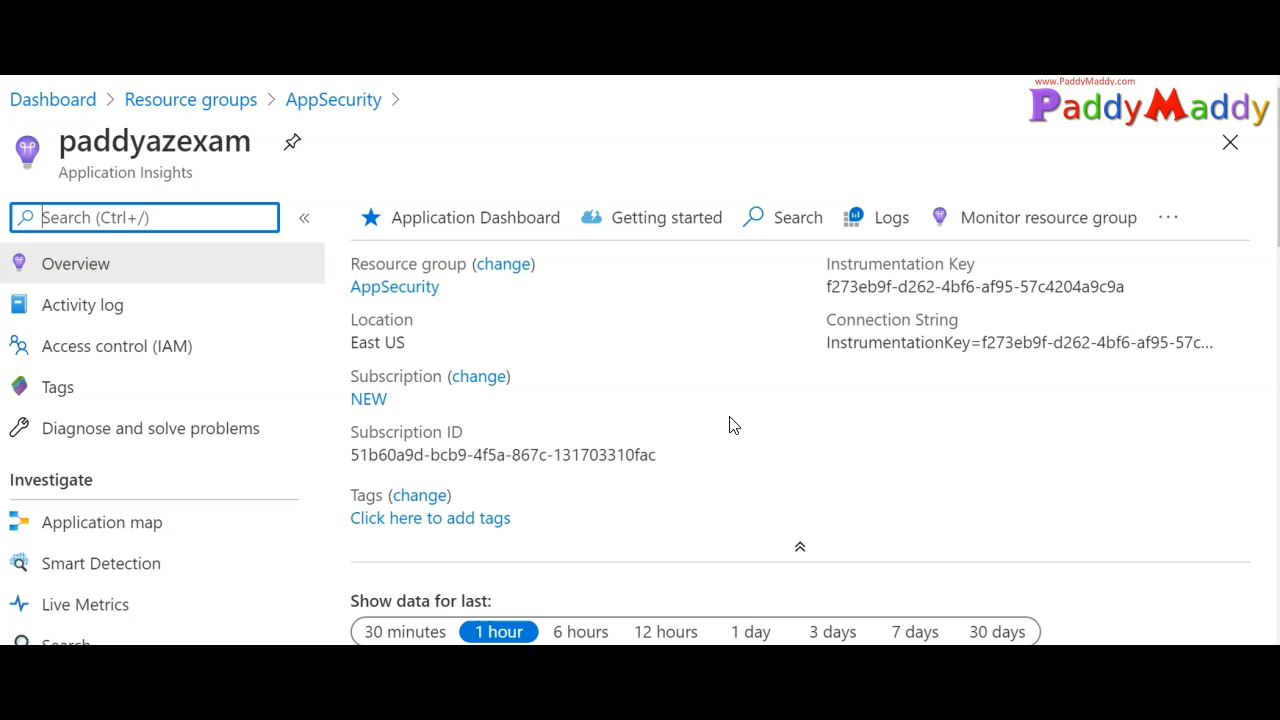 www.PaddyMaddy.com
PaddyMaddy
Dashboard > Resource groups > AppSecurity >
paddyazexam
Application Insights
Search (Ctrl+/)
«
Application Dashboard Getting started Search Logs Monitor resource group ...
Overview
Activity log
Access control (IAM)
Tags
Diagnose and solve problems
Investigate
Application map
Smart Detection
Live Metrics
Search
Resource group (change)
AppSecurity
Location
East US
Subscription (change)
NEW
Subscription ID
51b60a9d-bcb9-4f5a-867c-131703310fac
Tags (change)
Click here to add tags
Instrumentation Key
f273eb9f-d262-4bf6-af95-57c4204a9c9a
Connection String
InstrumentationKey=f273eb9f-d262-4bf6-af95-57c...
Show data for last:
30 minutes 1 hour 6 hours 12 hours 1 day 3 days 7 days 30 days